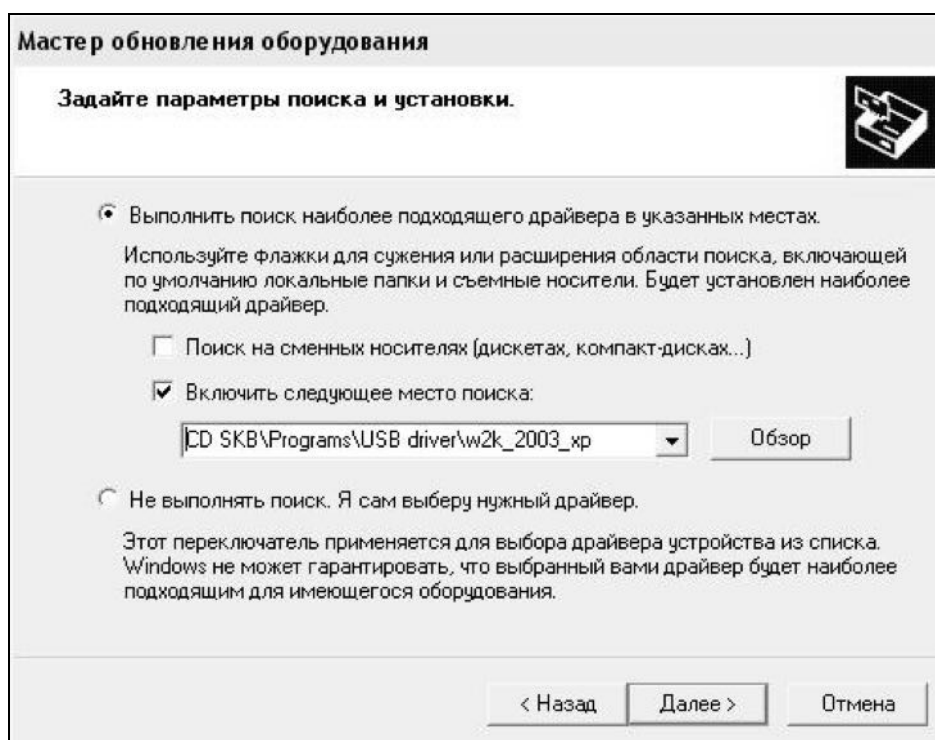 Мастер обновления оборудования
Задайте параметры поиска и установки.
Выполнить поиск наиболее подходящего драйвера в указанных местах.
Используйте флажки для сужения или расширения области поиска, включающей
по умолчанию локальные папки и съемные носители. Будет установлен наиболее
подходящий драйвер.
Поиск на сменных носителях (дискетах, компакт-дисках...)
Включить следующее место поиска:
CD SKB\Programs\USB driver\w2k_2003_xp
Обзор
Не выполнять поиск. Я сам выберу нужный драйвер.
Этот переключатель применяется для выбора драйвера устройства из списка.
Windows не может гарантировать, что выбранный вами драйвер будет наиболее
подходящим для имеющегося оборудования.
< Назад
Далее >
Отмена